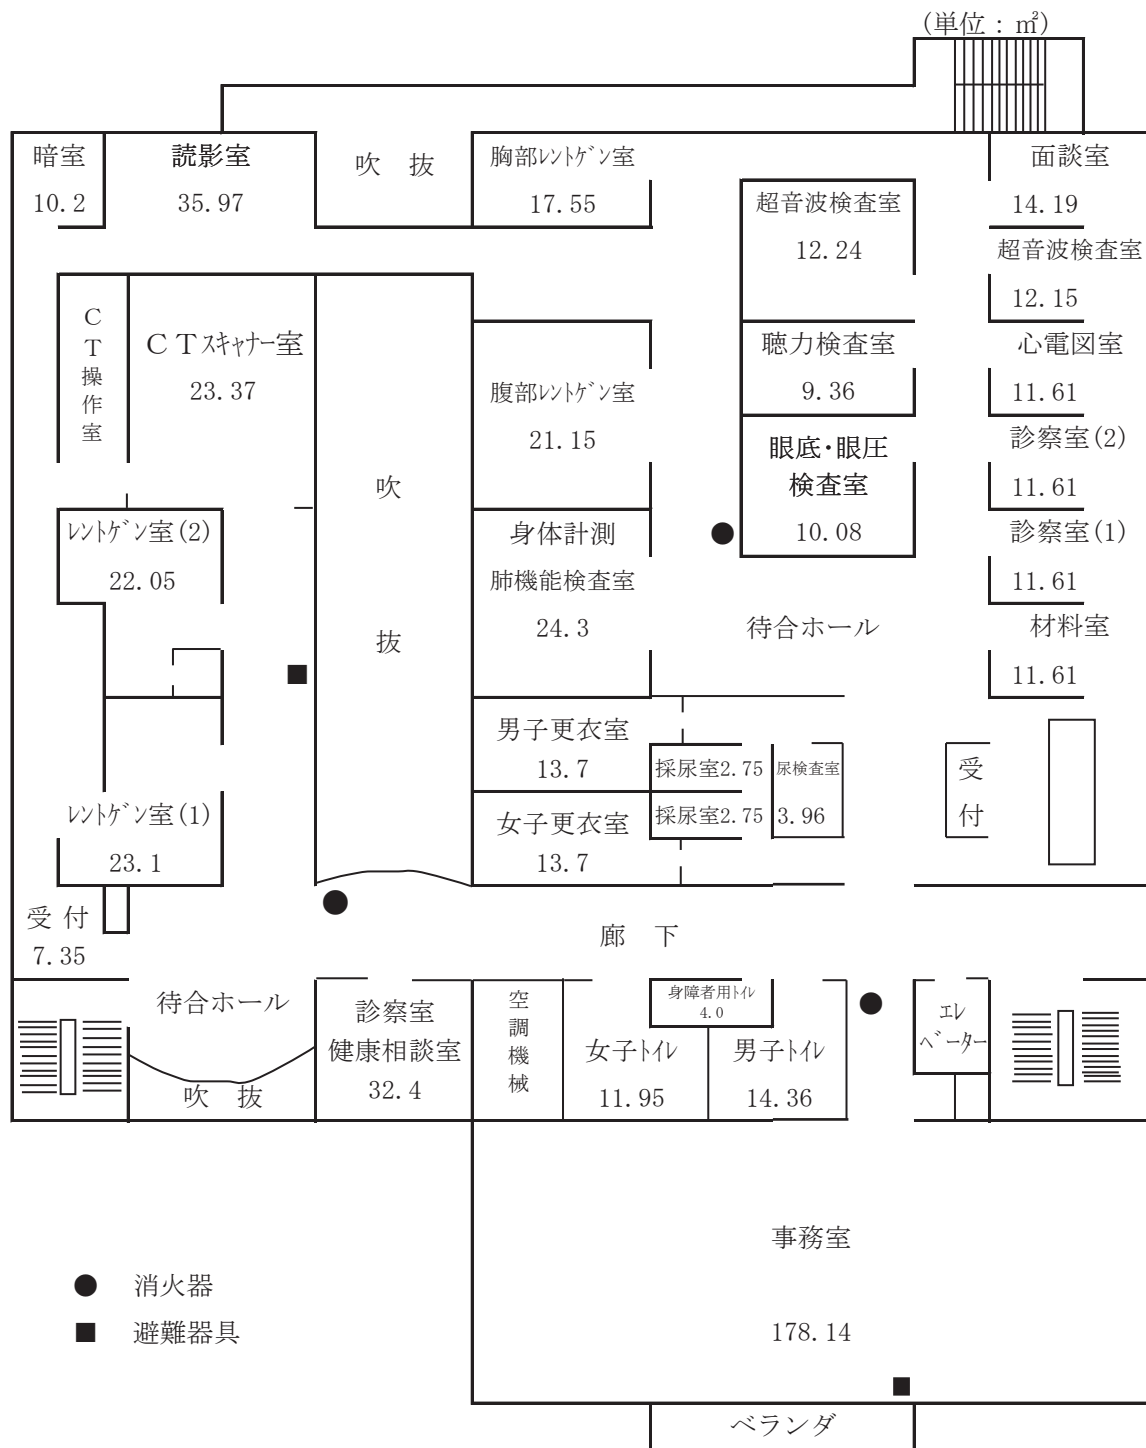 (単位：㎡)
暗室
10.2
読影室
35.97
吹 抜
胸部ﾚﾝﾄｹﾞﾝ室
17.55
超音波検査室
12.24
面談室
14.19
超音波検査室
12.15
CT操作室
ＣＴｽｷｬﾅｰ室
23.37
腹部ﾚﾝﾄｹﾞﾝ室
21.15
聴力検査室
9.36
心電図室
11.61
眼底・眼圧
検査室
10.08
診察室(2)
11.61
吹 抜
ﾚﾝﾄｹﾞﾝ室(2)
22.05
身体計測
肺機能検査室
24.3
診察室(1)
11.61
待合ホール
材料室
11.61
男子更衣室
13.7
採尿室2.75
尿検査室
3.96
受付
女子更衣室
13.7
採尿室2.75
ﾚﾝﾄｹﾞﾝ室(1)
23.1
受 付
7.35
廊 下
待合ホール
吹 抜
診察室
健康相談室
32.4
空調機械
女子ﾄｲﾚ
11.95
身障者用ﾄｲﾚ
4.0
男子ﾄｲﾚ
14.36
ｴﾚ
ﾍﾞｰﾀｰ
事務室
178.14
● 消火器
■ 避難器具
ベランダ